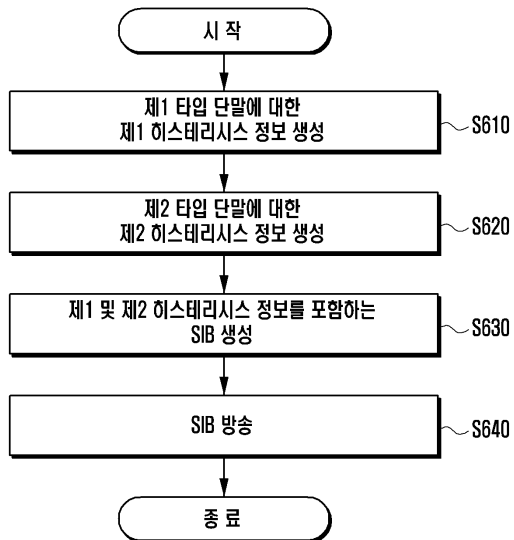 시 작
제1 타입 단말에 대한
제1 히스테리시스 정보 생성
S610
제2 타입 단말에 대한
제2 히스테리시스 정보 생성
S620
제1 및 제2 히스테리시스 정보를 포함하는
SIB 생성
S630
SIB 방송
S640
종 료